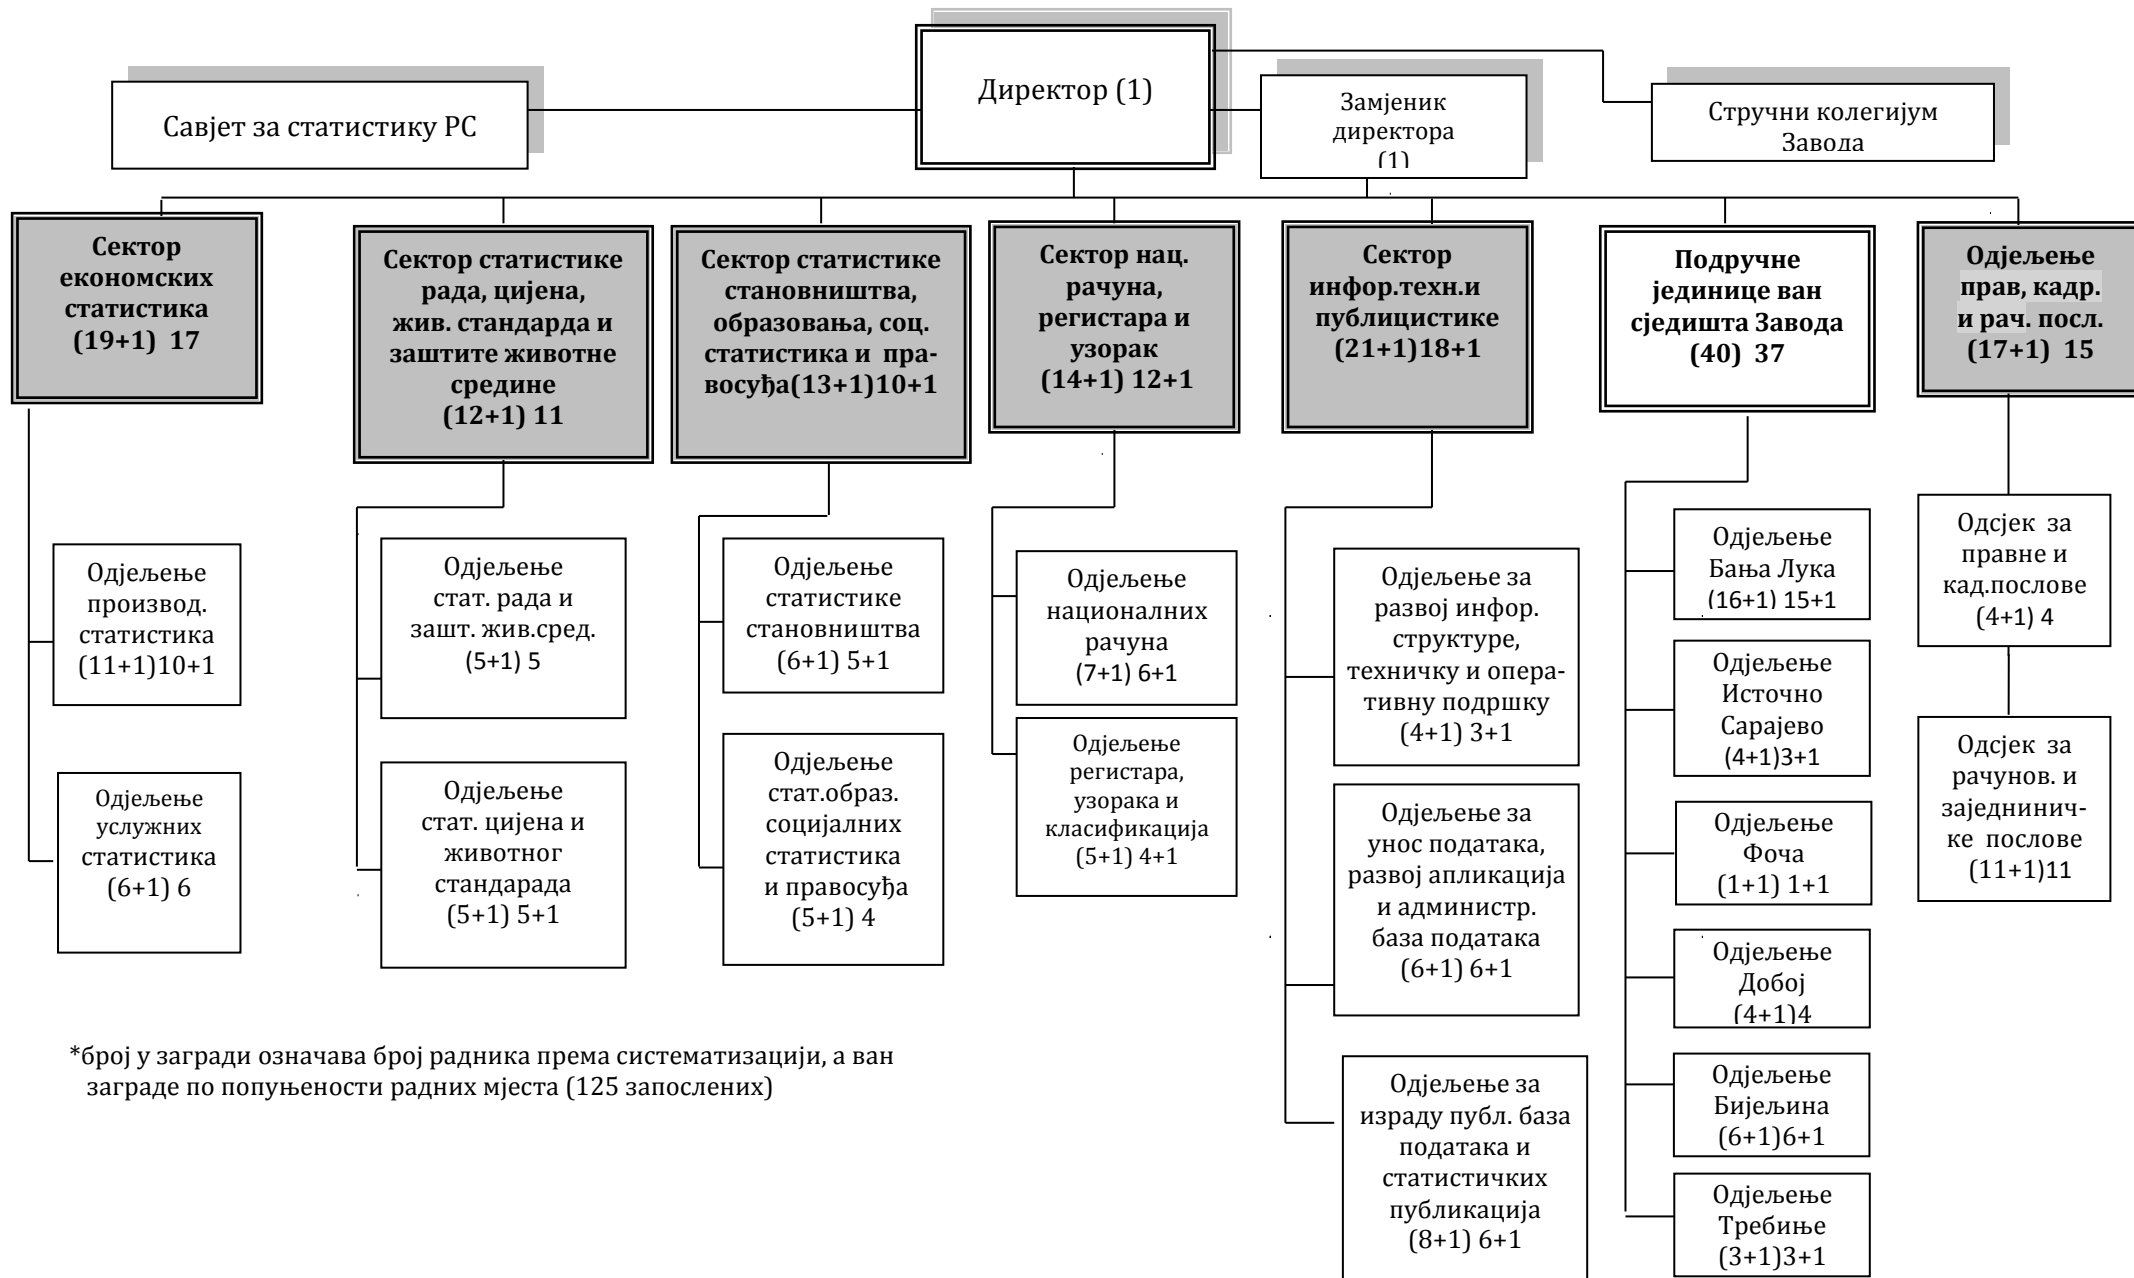 Директор (1)
Савјет за статистику РС
Замјеник
директора
(1)
Стручни колегијум
Завода
Сектор
економских
статистика
(19+1) 17
Сектор статистике
рада, цијена,
жив. стандарда и
заштите животне
средине
(12+1) 11
Сектор статистике
становништва,
образовања, соц.
статистика и пра-
восуђа(13+1)10+1
Сектор нац.
рачуна,
регистара и
узорак
(14+1) 12+1
Сектор
инфор.техн.и
публицистике
(21+1)18+1
Подручне
јединице ван
сједишта Завода
(40) 37
Одјељење
прав, кадр.
и рач. посл.
(17+1) 15
Одјељење
производ.
статистика
(11+1)10+1
Одјељење
услужних
статистика
(6+1) 6
Одјељење
стат. рада и
зашт. жив.сред.
(5+1) 5
Одјељење
стат. цијена и
животног
стандарада
(5+1) 5+1
Одјељење
статистике
становништва
(6+1) 5+1
Одјељење
стат.образ.
социјалних
статистика
и правосуђа
(5+1) 4
Одјељење
националних
рачуна
(7+1) 6+1
Одјељење
регистара,
узорака и
класификација
(5+1) 4+1
Одјељење за
развој инфор.
структуре,
техничку и опера-
тивну подршку
(4+1) 3+1
Одјељење за
унос података,
развој апликација
и администр.
база података
(6+1) 6+1
Одјељење за
израду публ. база
података и
статистичких
публикација
(8+1) 6+1
Одјељење
Бања Лука
(16+1) 15+1
Одјељење
Источно
Сарајево
(4+1)3+1
Одјељење
Фоча
(1+1) 1+1
Одјељење
Добој
(4+1)4
Одјељење
Бијељина
(6+1)6+1
Одјељење
Требиње
(3+1)3+1
Одсјек за
правне и
кад.послове
(4+1) 4
Одсјек за
рачунов. и
заједнинич-
ке послове
(11+1)11
*број у загради означава број радника према систематизацији, а ван
заграде по попуњености радних мјеста (125 запослених)